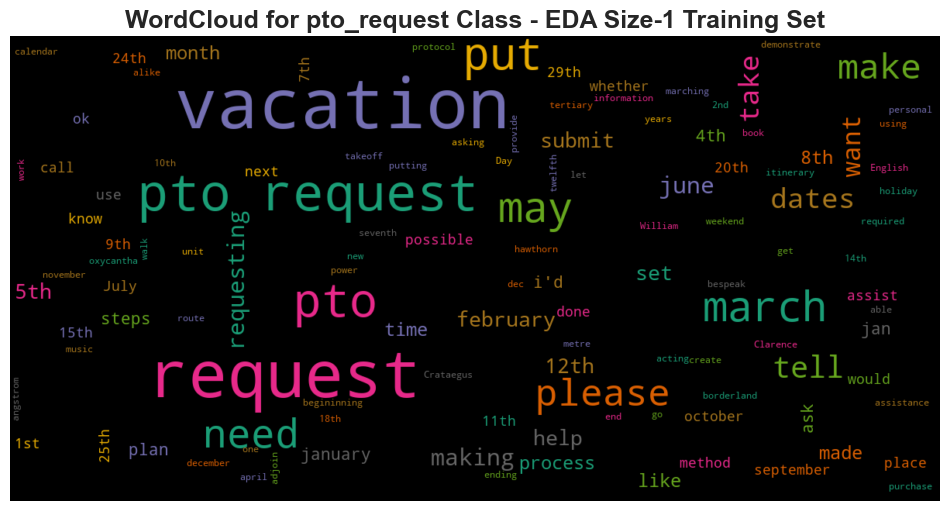 WordCloud for pto_request Class - EDA Size-1 Training Set
calendar 24th month protocol put demonstrate
alike 7th 29th whether take make
vacation tertiary information marching 2nd personal
ok asking provide submit years 4th book want using
work call 10th takeoff putting Day twelfth let 20th 8th English
use next pto request may june itinerary dates holiday
know requesting seventh possible William weekend required
9th walk unit hawthorn get
oxycantha new 14th
november power set
5th July pto dec i'd bespeak march assist
steps route time february done able jan
15th metre Clarence
music request Crataegus 12th acting create tell would
angstrom begininning please borderland assistance
18th 11th end go october ask
1st 25th plan need one january making help method made
december process september place
april adjoin ending like purchase